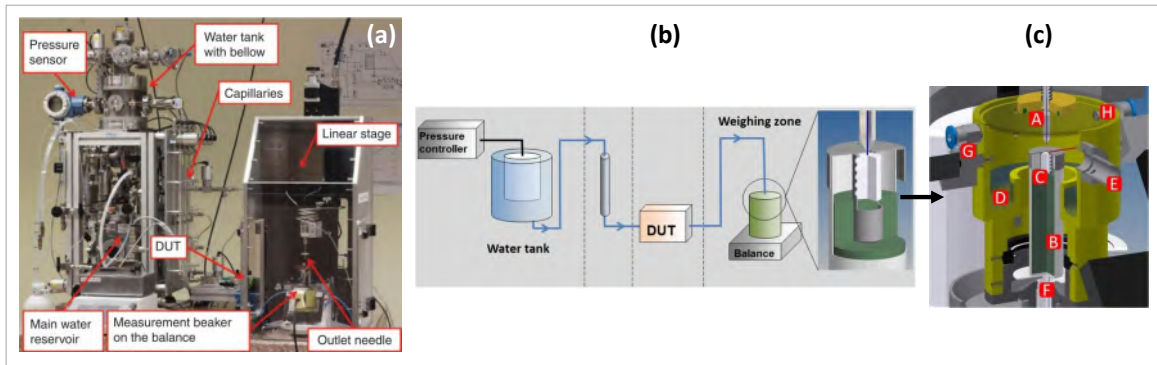 (a)
Pressure
sensor
Water tank
with bellow
Capillaries
Linear stage
DUT
Main water
reservoir
Measurement beaker
on the balance
Outlet needle
(b)
Pressure
controller
Water tank
DUT
Weighing zone
Balance
(c)
A
H
G
C
E
D
B
F